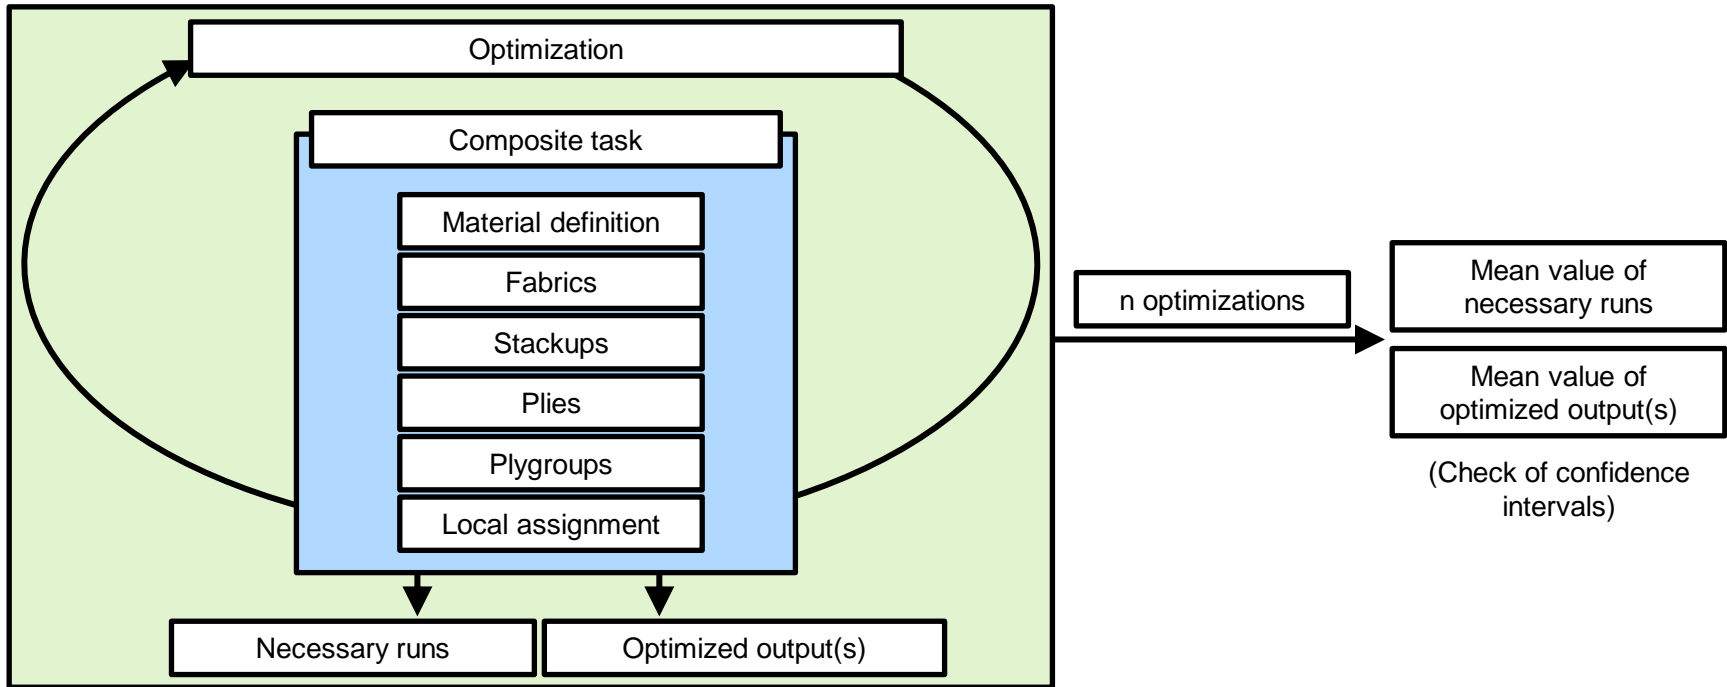 Optimization
Composite task
Material definition
Fabrics
Stackups
Plies
Plygroups
Local assignment
Necessary runs
Optimized output(s)
n optimizations
Mean value of
necessary runs
Mean value of
optimized output(s)
(Check of confidence
intervals)